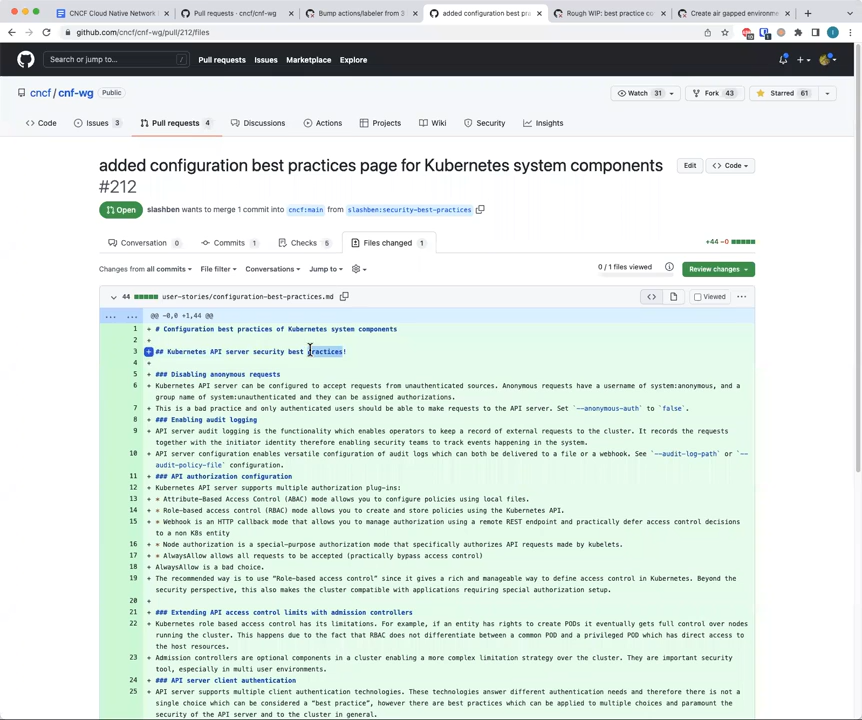 CNCF Cloud Native Network
Pull requests · cncf/cnf-wg
Bump actions/labeler from 3
added configuration best pra
Rough WIP: best practice co
Create air gapped environme
github.com/cncf/cnf-wg/pull/212/files
Search or jump to... /
Pull requests Issues Marketplace Explore
cncf / cnf-wg Public
Watch 31 Fork 43 Starred 61
Code Issues 3 Pull requests 4 Discussions Actions Projects Wiki Security Insights
added configuration best practices page for Kubernetes system components
#212
Edit Code
Open slashben wants to merge 1 commit into cncf:main from slashben:security-best-practices
Conversation 0 Commits 1 Checks 5 Files changed 1 +44 −0
Changes from all commits File filter Conversations Jump to 0 / 1 files viewed Review changes
44 user-stories/configuration-best-practices.md Viewed ...
... ... @@ -0,0 +1,44 @@
1 + # Configuration best practices of Kubernetes system components
2 +
3 + ## Kubernetes API server security best practices!
4 +
5 + ### Disabling anonymous requests
6 + Kubernetes API server can be configured to accept requests from unauthenticated sources. Anonymous requests have a username of system:anonymous, and a
group name of system:unauthenticated and they can be assigned authorizations.
7 + This is a bad practice and only authenticated users should be able to make requests to the API server. Set `--anonymous-auth` to `false`.
8 + ### Enabling audit logging
9 + API server audit logging is the functionality which enables operators to keep a record of external requests to the cluster. It records the requests
together with the initiator identity therefore enabling security teams to track events happening in the system.
10 + API server configuration enables versatile configuration of audit logs which can both be delivered to a file or a webhook. See `--audit-log-path` or `--
audit-policy-file` configuration.
11 + ### API authorization configuration
12 + Kubernetes API server supports multiple authorization plug-ins:
13 + * Attribute-Based Access Control (ABAC) mode allows you to configure policies using local files.
14 + * Role-based access control (RBAC) mode allows you to create and store policies using the Kubernetes API.
15 + * Webhook is an HTTP callback mode that allows you to manage authorization using a remote REST endpoint and practically defer access control decisions
to a non K8s entity
16 + * Node authorization is a special-purpose authorization mode that specifically authorizes API requests made by kubelets.
17 + * AlwaysAllow allows all requests to be accepted (practically bypass access control)
18 + AlwaysAllow is a bad choice.
19 + The recommended way is to use "Role-based access control" since it gives a rich and manageable way to define access control in Kubernetes. Beyond the
security perspective, this also makes the cluster compatible with applications requiring special authorization setup.
20 +
21 + ### Extending API access control limits with admission controllers
22 + Kubernetes role based access control has its limitations. For example, if an entity has rights to create PODs it eventually gets full control over nodes
running the cluster. This happens due to the fact that RBAC does not differentiate between a common POD and a privileged POD which has direct access to
the host resources.
23 + Admission controllers are optional components in a cluster enabling a more complex limitation strategy over the cluster. They are important security
tool, especially in multi user environments.
24 + ### API server client authentication
25 + API server supports multiple client authentication technologies. These technologies answer different authentication needs and therefore there is not a
single choice which can be considered a "best practice", however there are best practices which can be applied to multiple choices and paramount the
security of the API server and to the cluster in general.